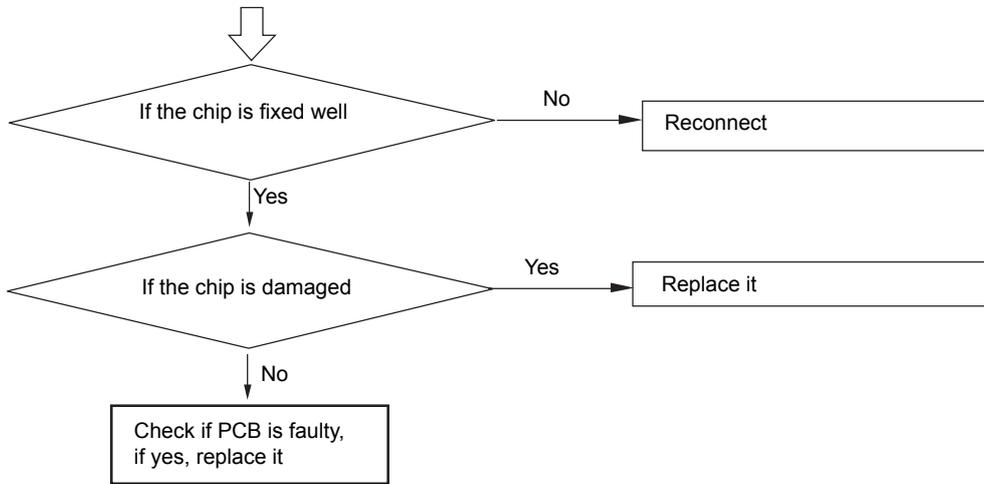 If the chip is fixed well
No
Reconnect
Yes
If the chip is damaged
Yes
Replace it
No
Check if PCB is faulty,
if yes, replace it